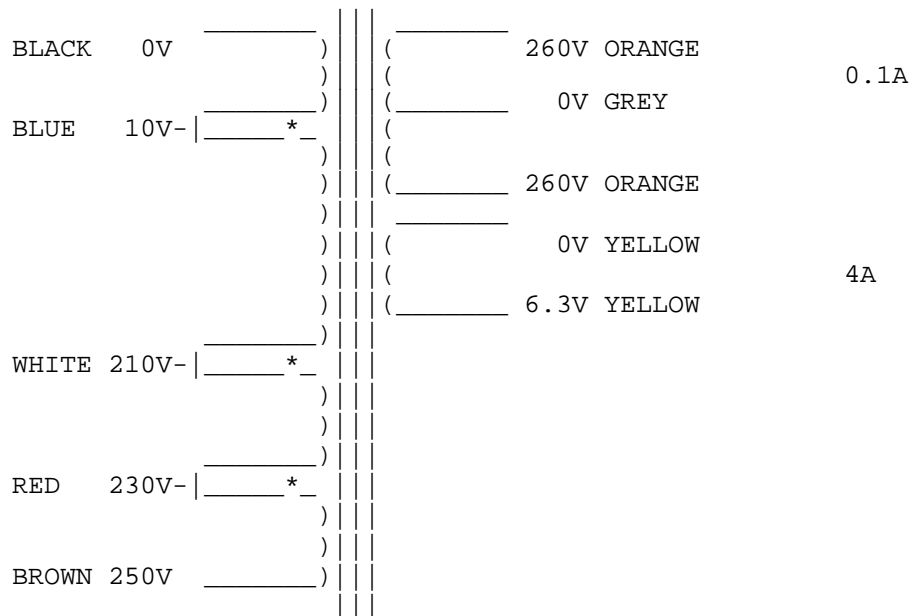 BLACK 0V 260V ORANGE
0.1A
0V GREY
BLUE 10V
260V ORANGE
0V YELLOW
4A
6.3V YELLOW
WHITE 210V
RED 230V
BROWN 250V